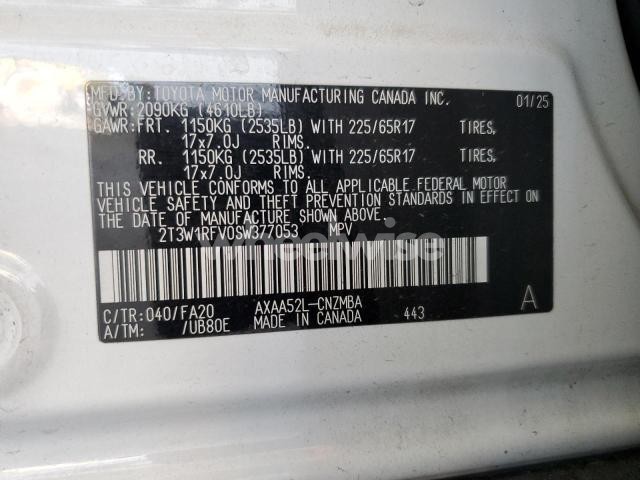 MFD.BY:TOYOTA MOTOR MANUFACTURING CANADA INC. 01/25
GVWR:2090KG (4610LB)
GAWR:FRT. 1150KG (2535LB) WITH 225/65R17 TIRES,
17x7.0J RIMS.
RR. 1150KG (2535LB) WITH 225/65R17 TIRES,
17x7.0J RIMS.
THIS VEHICLE CONFORMS TO ALL APPLICABLE FEDERAL MOTOR
VEHICLE SAFETY AND THEFT PREVENTION STANDARDS IN EFFECT ON
THE DATE OF MANUFACTURE SHOWN ABOVE.
2T3W1RFV0SW377053 MPV
wheelwise
C/TR:040/FA20 AXAA52L-CNZMBA A
A/TM: /UB80E MADE IN CANADA 443